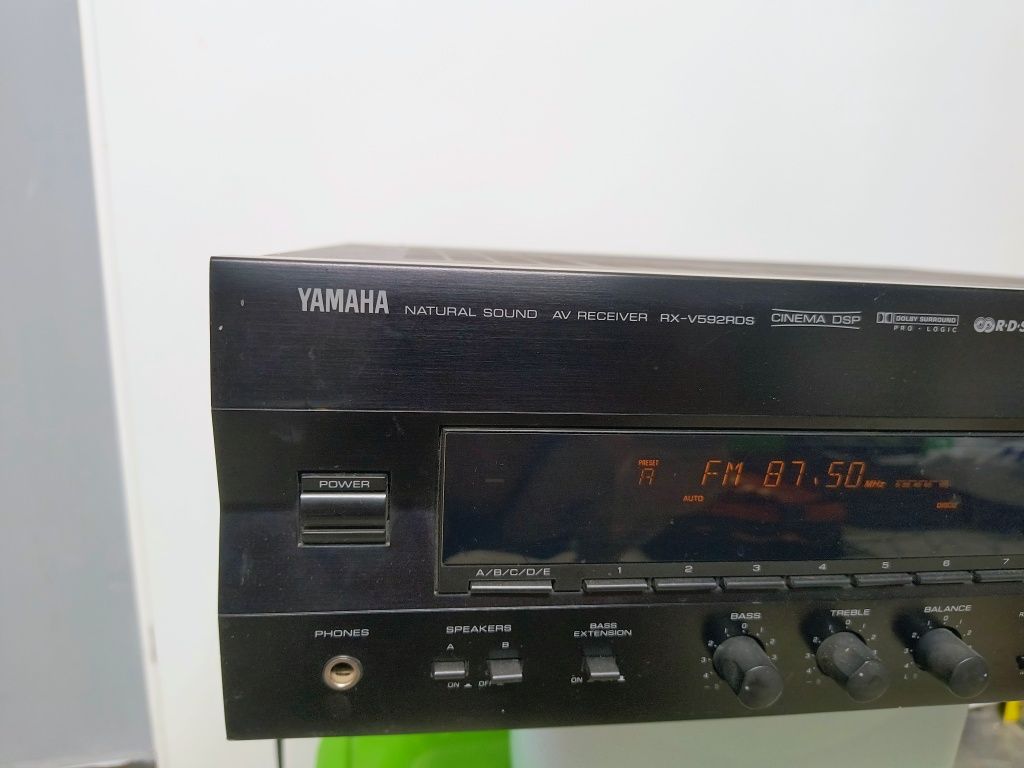 YAMAHA NATURAL SOUND AV RECEIVER RX-V592RDS CINEMA DSP DOLBY SURROUND R·D·S
PRO · LOGIC
PRESET
A FM 87.50 MHz
AUTO
POWER
A/B/C/D/E 1 2 3 4 5 6 7
PHONES SPEAKERS BASS EXTENSION BASS TREBLE BALANCE
A B
ON OFF ON